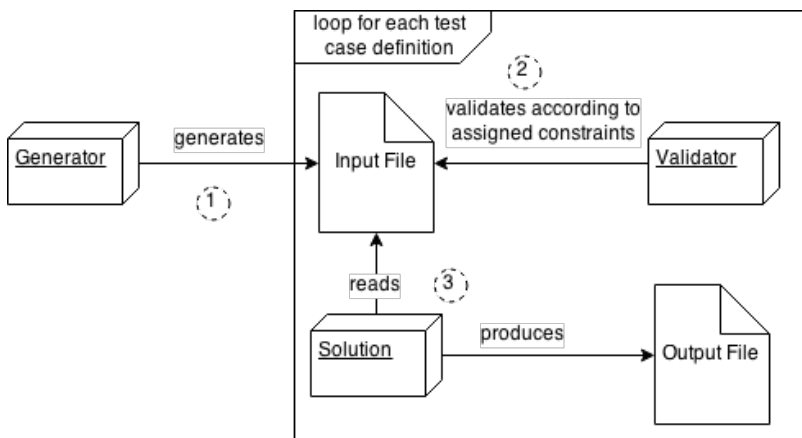 loop for each test
case definition
2
generates
validates according to
assigned constraints
Generator
Input File
Validator
1
reads
3
Solution
produces
Output File